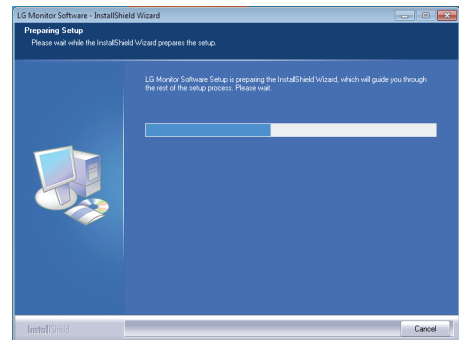 LG Monitor Software - InstallShield Wizard
Preparing Setup
Please wait while the InstallShield Wizard prepares the setup.
LG Monitor Software Setup is preparing the InstallShield Wizard, which will guide you through
the rest of the setup process. Please wait.
InstallShield
Cancel